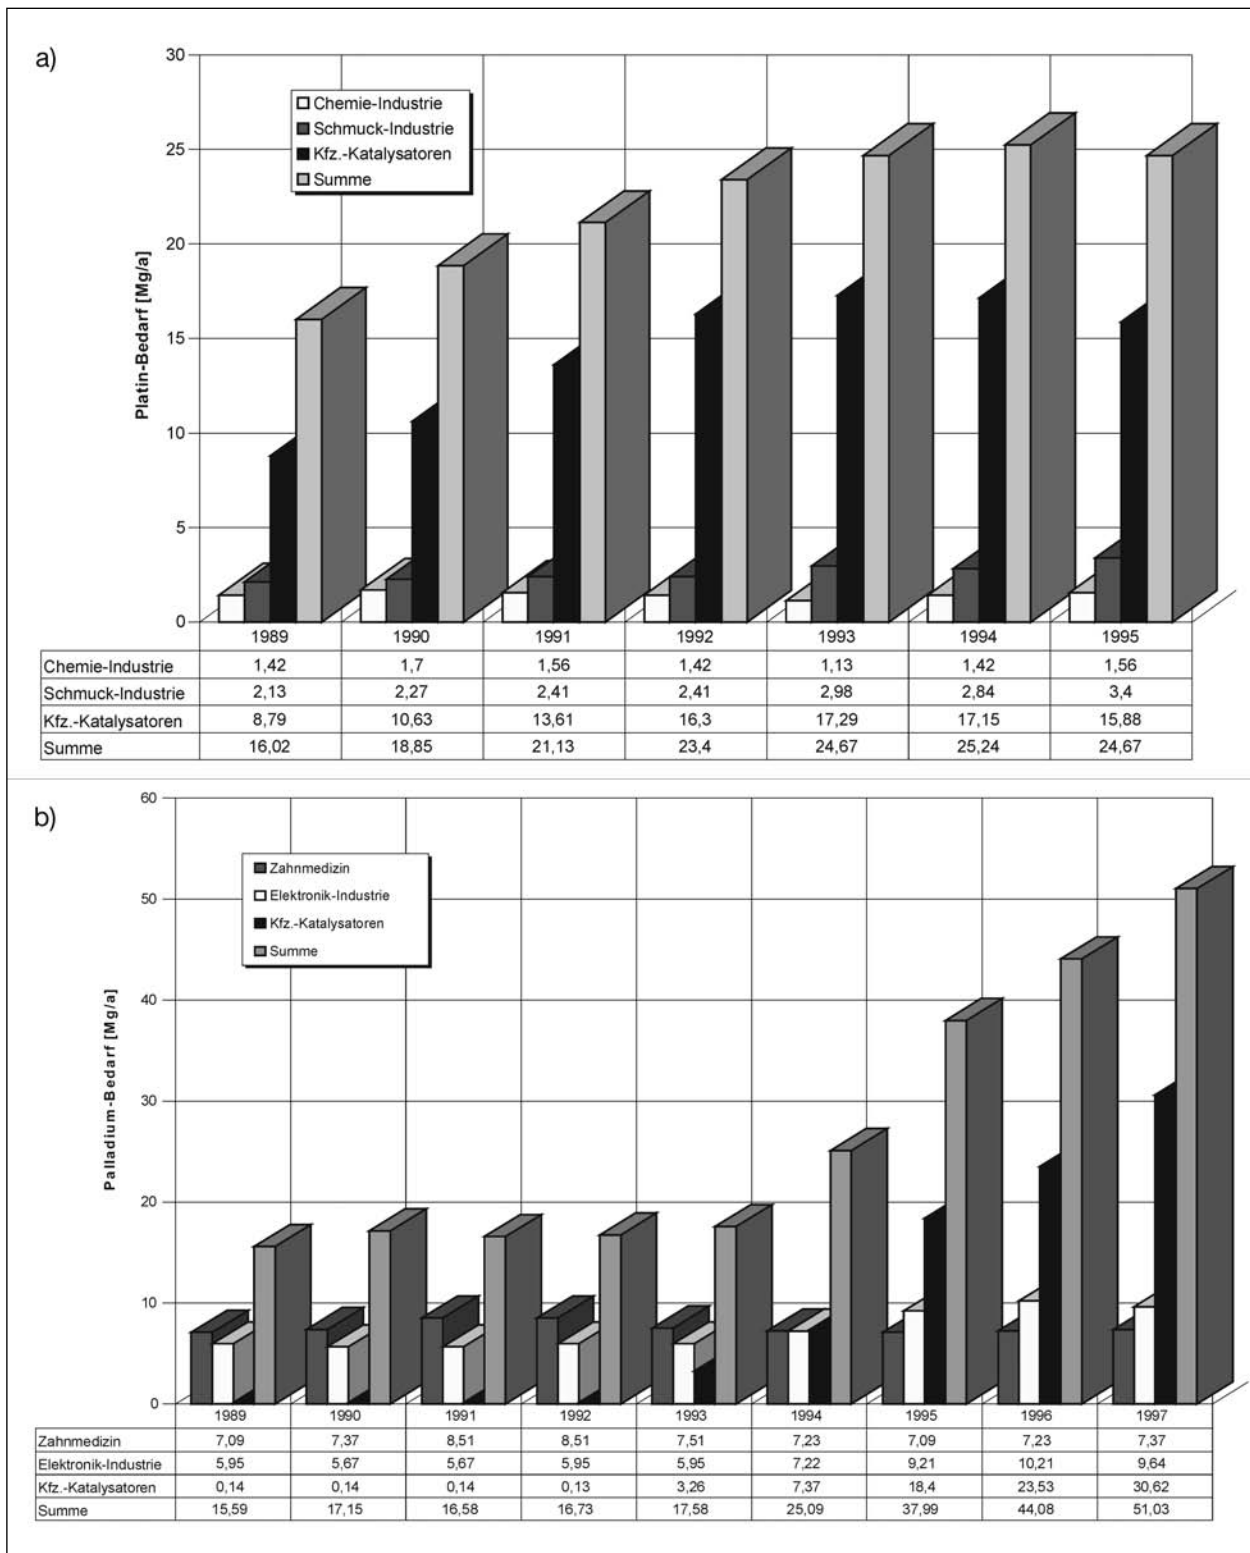 a)
30
25
20
15
10
5
0
Platin-Bedarf [Mg/a]
Chemie-Industrie
Schmuck-Industrie
Kfz.-Katalysatoren
Summe
1989 1990 1991 1992 1993 1994 1995
Chemie-Industrie 1,42 1,7 1,56 1,42 1,13 1,42 1,56
Schmuck-Industrie 2,13 2,27 2,41 2,41 2,98 2,84 3,4
Kfz.-Katalysatoren 8,79 10,63 13,61 16,3 17,29 17,15 15,88
Summe 16,02 18,85 21,13 23,4 24,67 25,24 24,67
b)
60
50
40
30
20
10
0
Palladium-Bedarf [Mg/a]
Zahnmedizin
Elektronik-Industrie
Kfz.-Katalysatoren
Summe
1989 1990 1991 1992 1993 1994 1995 1996 1997
Zahnmedizin 7,09 7,37 8,51 8,51 7,51 7,23 7,09 7,23 7,37
Elektronik-Industrie 5,95 5,67 5,67 5,95 5,95 7,22 9,21 10,21 9,64
Kfz.-Katalysatoren 0,14 0,14 0,14 0,13 3,26 7,37 18,4 23,53 30,62
Summe 15,59 17,15 16,58 16,73 17,58 25,09 37,99 44,08 51,03